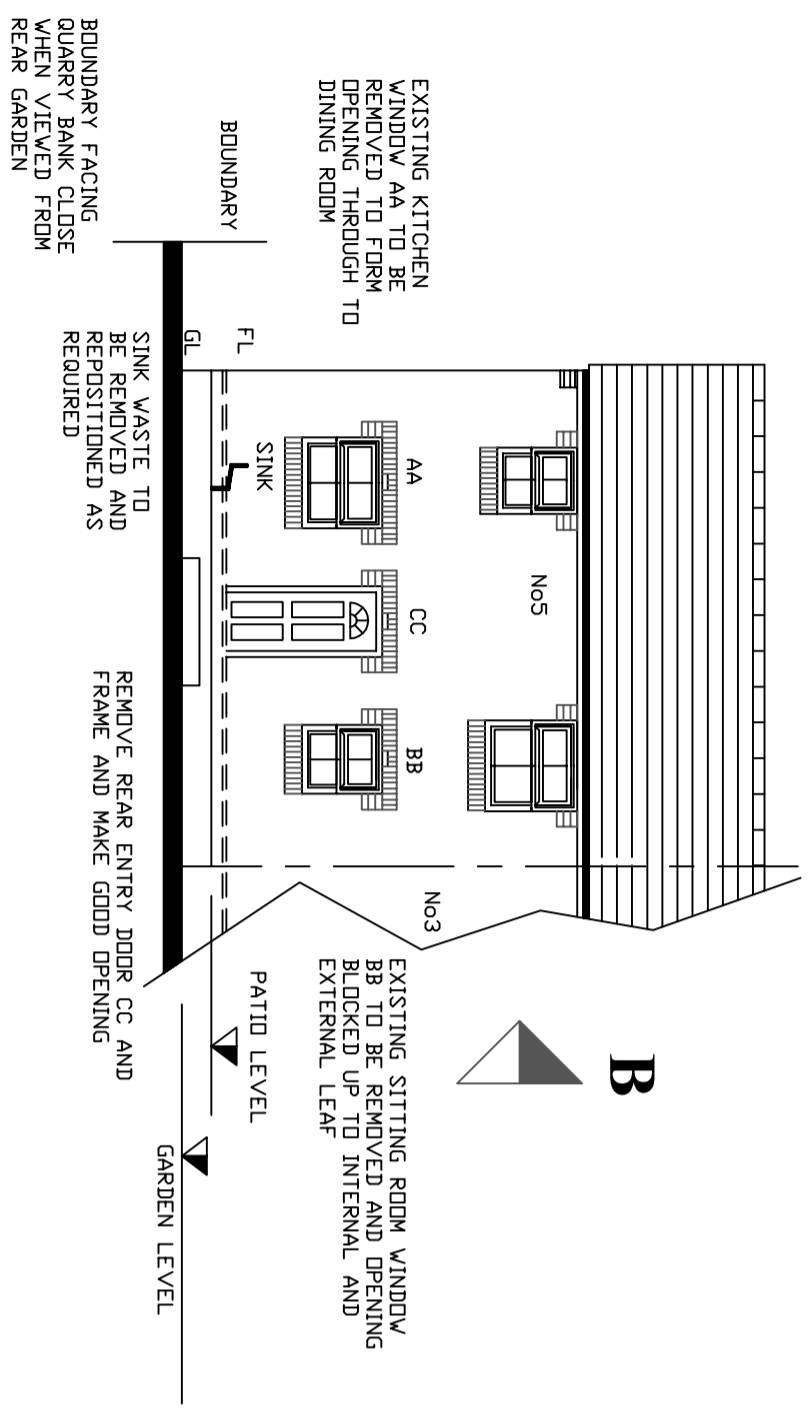 B
No5
No3
AA
CC
BB
EXISTING KITCHEN
WINDOW AA TO BE
REMOVED TO FORM
OPENING THROUGH TO
DINING ROOM
EXISTING SITTING ROOM WINDOW
BB TO BE REMOVED AND OPENING
BLOCKED UP TO INTERNAL AND
EXTERNAL LEAF
SINK
FL
GL
BOUNDARY
PATIO LEVEL
GARDEN LEVEL
SINK WASTE TO
BE REMOVED AND
REPOSITIONED AS
REQUIRED
REMOVE REAR ENTRY DOOR CC AND
FRAME AND MAKE GOOD OPENING
BOUNDARY FACING
QUARRY BANK CLOSE
WHEN VIEWED FROM
REAR GARDEN